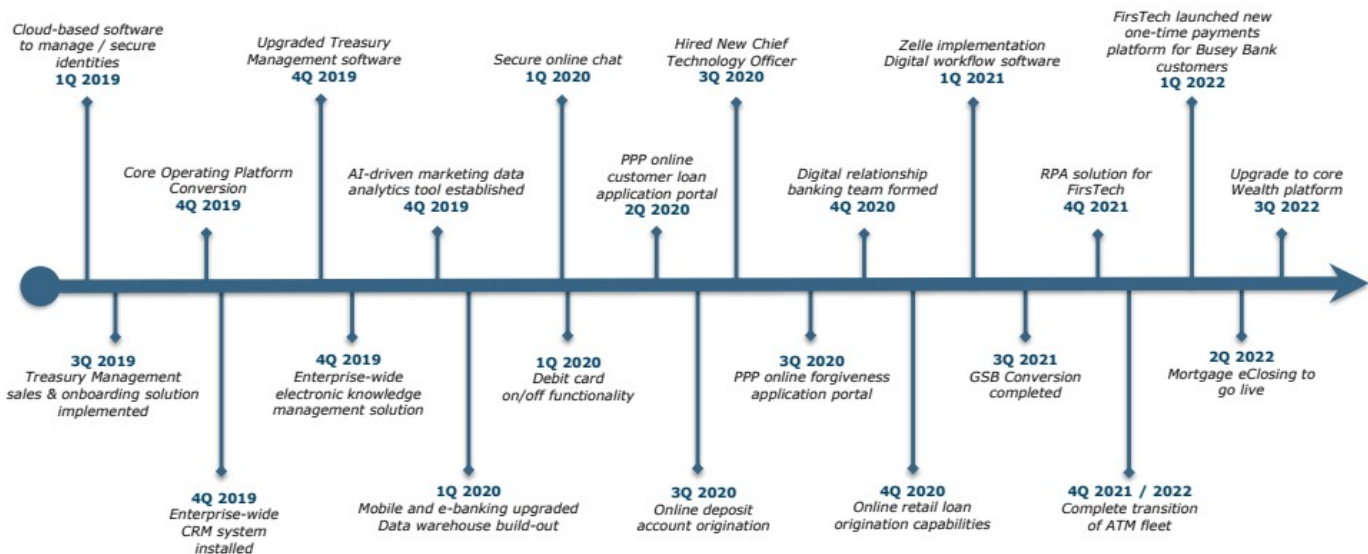 Cloud-based software
to manage / secure
identities
1Q 2019
Upgraded Treasury
Management software
4Q 2019
Secure online chat
1Q 2020
Hired New Chief
Technology Officer
3Q 2020
Zelle implementation
Digital workflow software
1Q 2021
FirsTech launched new
one-time payments
platform for Busey Bank
customers
1Q 2022
Core Operating Platform
Conversion
4Q 2019
AI-driven marketing data
analytics tool established
4Q 2019
PPP online
customer loan
application portal
2Q 2020
Digital relationship
banking team formed
4Q 2020
RPA solution for
FirsTech
4Q 2021
Upgrade to core
Wealth platform
3Q 2022
3Q 2019
Treasury Management
sales & onboarding solution
implemented
4Q 2019
Enterprise-wide
electronic knowledge
management solution
1Q 2020
Debit card
on/off functionality
3Q 2020
PPP online forgiveness
application portal
3Q 2021
GSB Conversion
completed
2Q 2022
Mortgage eClosing to
go live
4Q 2019
Enterprise-wide
CRM system
installed
1Q 2020
Mobile and e-banking upgraded
Data warehouse build-out
3Q 2020
Online deposit
account origination
4Q 2020
Online retail loan
origination capabilities
4Q 2021 / 2022
Complete transition
of ATM fleet